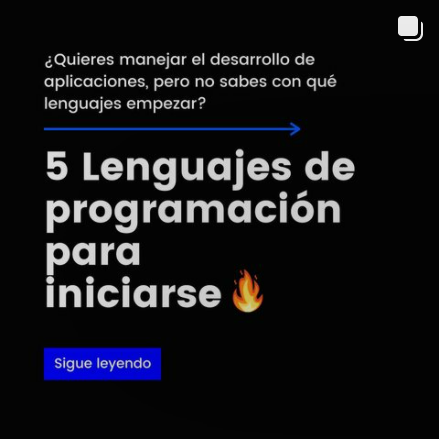 ¿Quieres manejar el desarrollo de
aplicaciones, pero no sabes con qué
lenguajes empezar?
5 Lenguajes de
programación
para
iniciarse🔥
Sigue leyendo